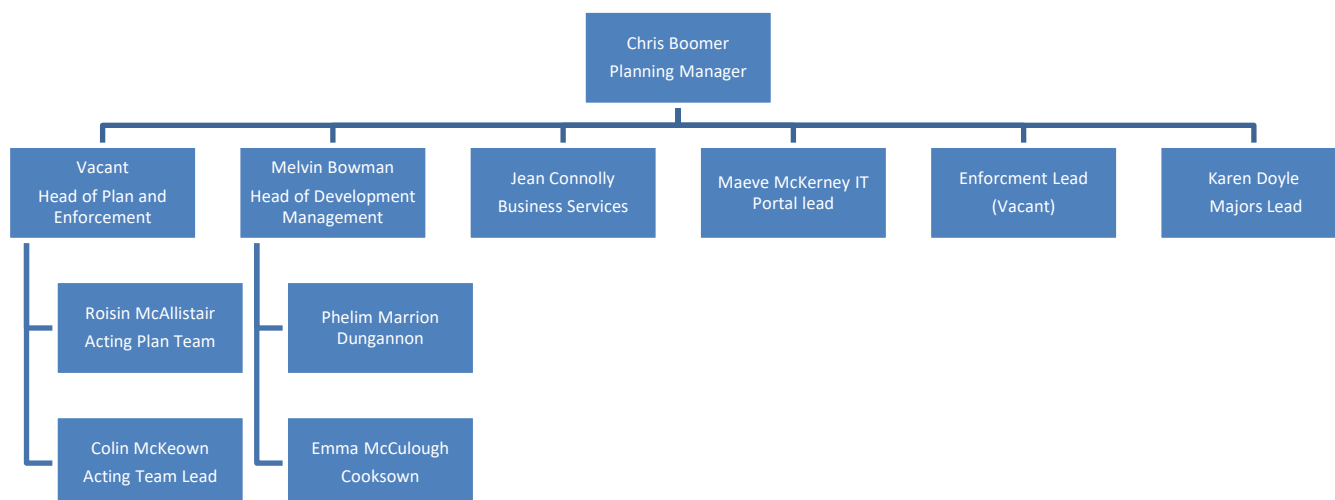 Chris Boomer
Planning Manager
Vacant
Head of Plan and
Enforcement
Melvin Bowman
Head of Development
Management
Jean Connolly
Business Services
Maeve McKerney IT
Portal lead
Enforcment Lead
(Vacant)
Karen Doyle
Majors Lead
Roisin McAllistair
Acting Plan Team
Phelim Marrion
Dungannon
Colin McKeown
Acting Team Lead
Emma McCulough
Cooksown